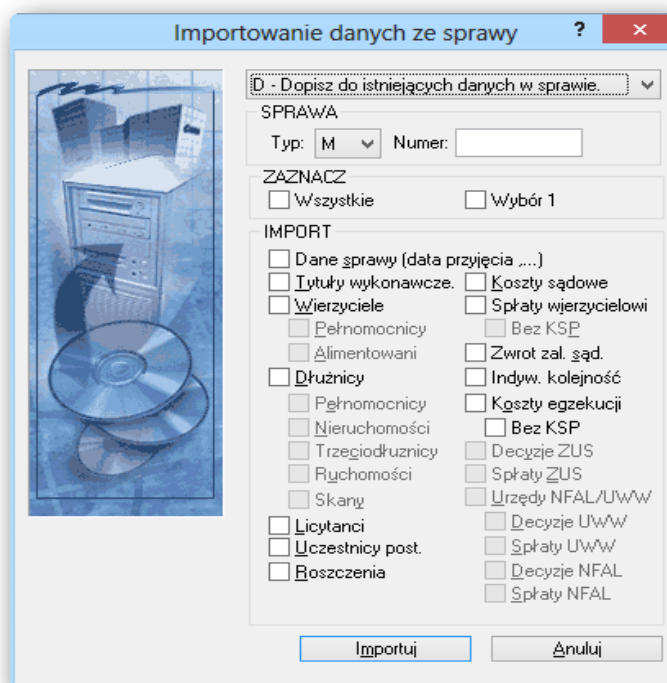 Importowanie danych ze sprawy ? ×
D - Dopisz do istniejących danych w sprawie.
SPRAWA
Typ: M Numer:
ZAZNACZ
Wszystkie Wybór 1
IMPORT
Dane sprawy (data przyjęcia ,...)
Tytuły wykonawcze. Koszty sądowe
Wierzyciele Spłaty wierzycielowi
Pełnomocnicy Bez KSP
Alimentowani Zwrot zal. sąd.
Dłużnicy Indyw. kolejność
Pełnomocnicy Koszty egzekucji
Nieruchomości Bez KSP
Trzeciodłuznicy Decyzje ZUS
Ruchomości Spłaty ZUS
Skany Urzędy NFAL/UWW
Licytanci Decyzje UWW
Uczestnicy post. Spłaty UWW
Roszczenia Decyzje NFAL
Spłaty NFAL
Importuj Anuluj